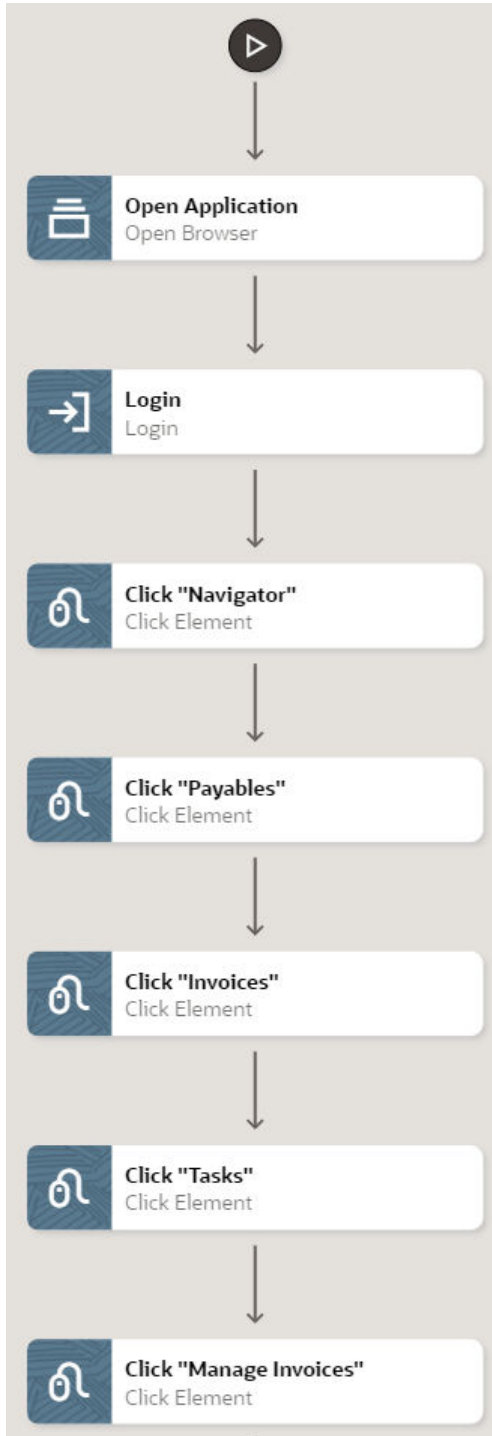 Open Application
Open Browser
Login
Login
Click "Navigator"
Click Element
Click "Payables"
Click Element
Click "Invoices"
Click Element
Click "Tasks"
Click Element
Click "Manage Invoices"
Click Element